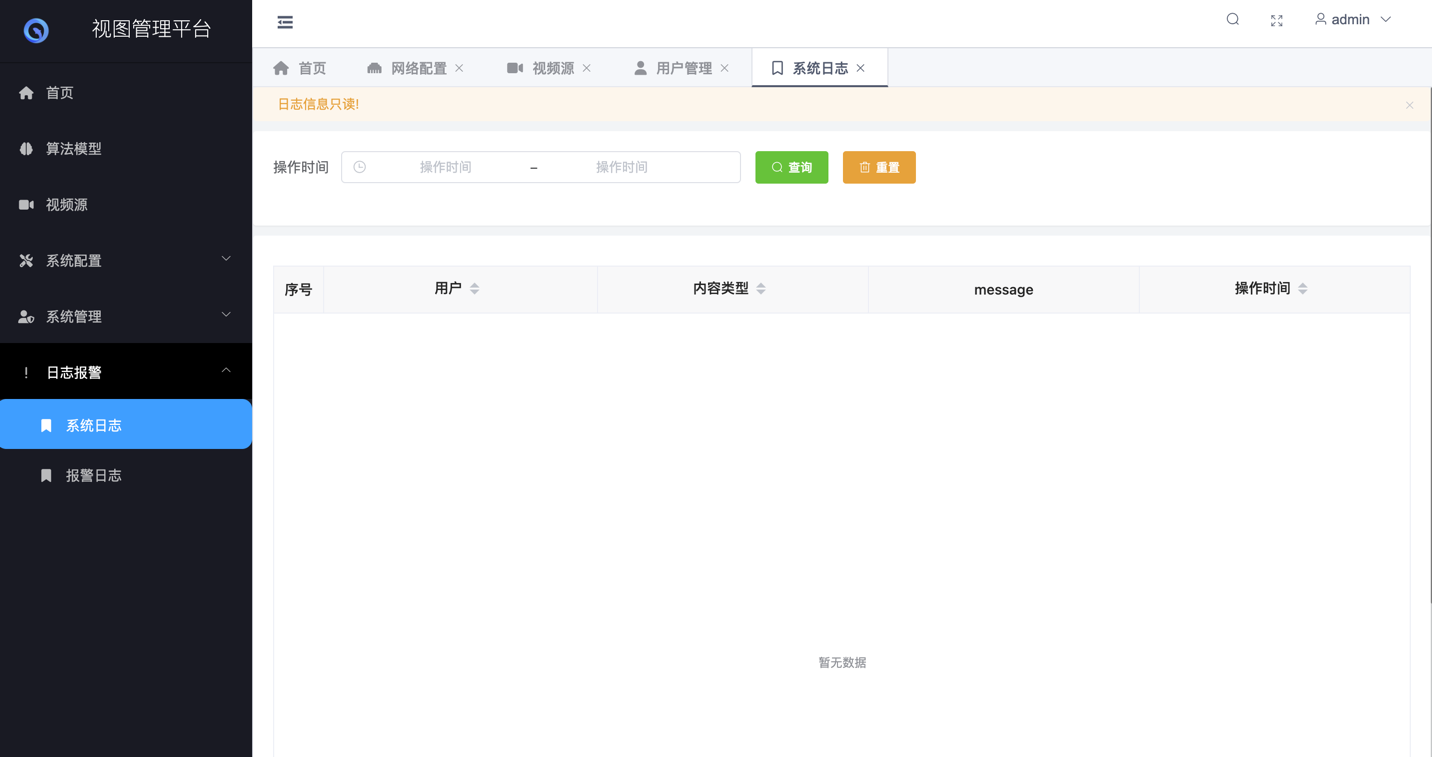 视图管理平台
admin
首页
网络配置
视频源
用户管理
系统日志
日志信息只读!
首页
算法模型
视频源
系统配置
系统管理
日志报警
系统日志
报警日志
操作时间 操作时间 – 操作时间 查询 重置
序号 用户 内容类型 message 操作时间
暂无数据